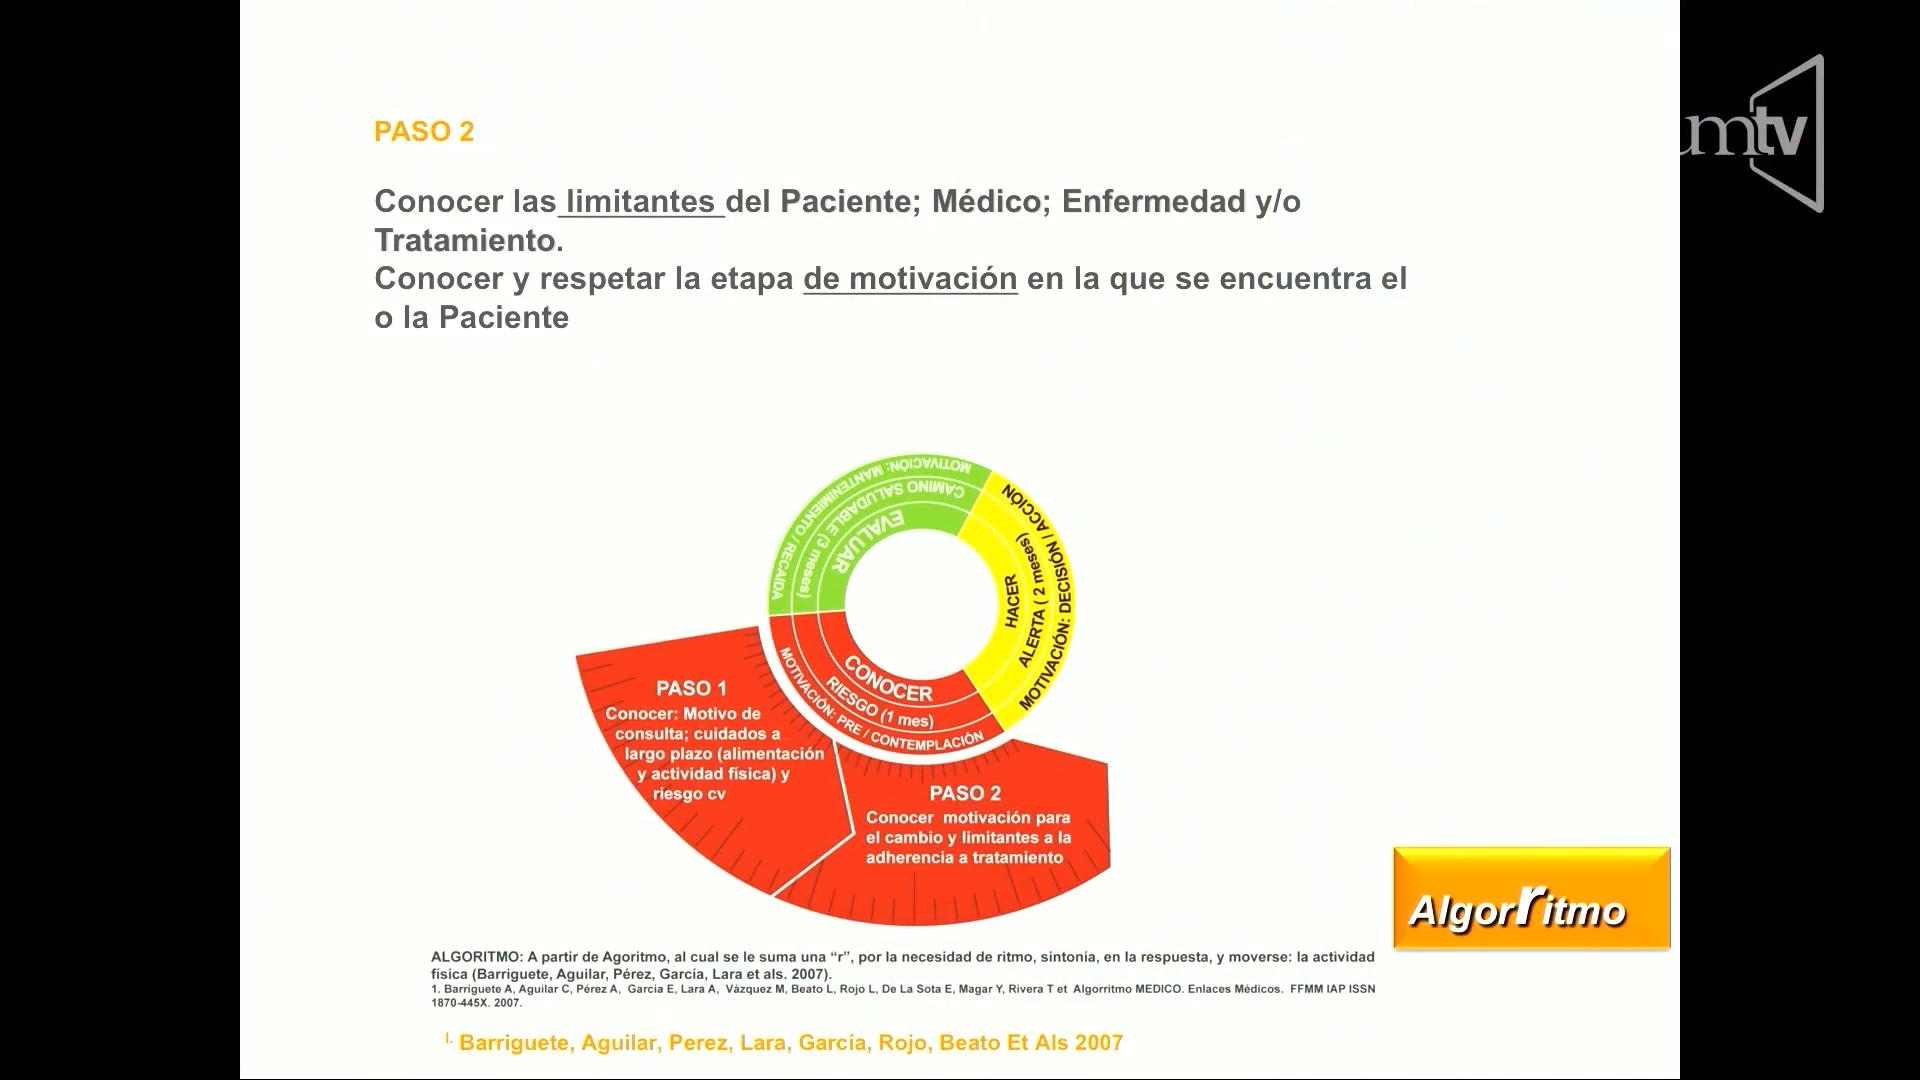 umtv
PASO 2
Conocer las limitantes del Paciente; Médico; Enfermedad y/o
Tratamiento.
Conocer y respetar la etapa de motivación en la que se encuentra el
o la Paciente
MOTIVACIÓN: MANTENIMIENTO / RECAIDA
CAMINO SALUDABLE (3 meses)
EVALUAR
HACER
ALERTA ( 2 meses)
MOTIVACIÓN: DECISIÓN / ACCIÓN
CONOCER
RIESGO (1 mes)
MOTIVACIÓN: PRE / CONTEMPLACIÓN
PASO 1
Conocer: Motivo de
consulta; cuidados a
largo plazo (alimentación
y actividad física) y
riesgo cv
PASO 2
Conocer motivación para
el cambio y limitantes a la
adherencia a tratamiento
Algorritmo
ALGORITMO: A partir de Agoritmo, al cual se le suma una “r”, por la necesidad de ritmo, sintonía, en la respuesta, y moverse: la actividad
física (Barriguete, Aguilar, Pérez, García, Lara et als. 2007).
1. Barriguete A, Aguilar C, Pérez A, García E, Lara A, Vázquez M, Beato L, Rojo L, De La Sota E, Magar Y, Rivera T et Algorritmo MEDICO. Enlaces Médicos. FFMM IAP ISSN
1870-445X. 2007.
I. Barriguete, Aguilar, Perez, Lara, García, Rojo, Beato Et Als 2007